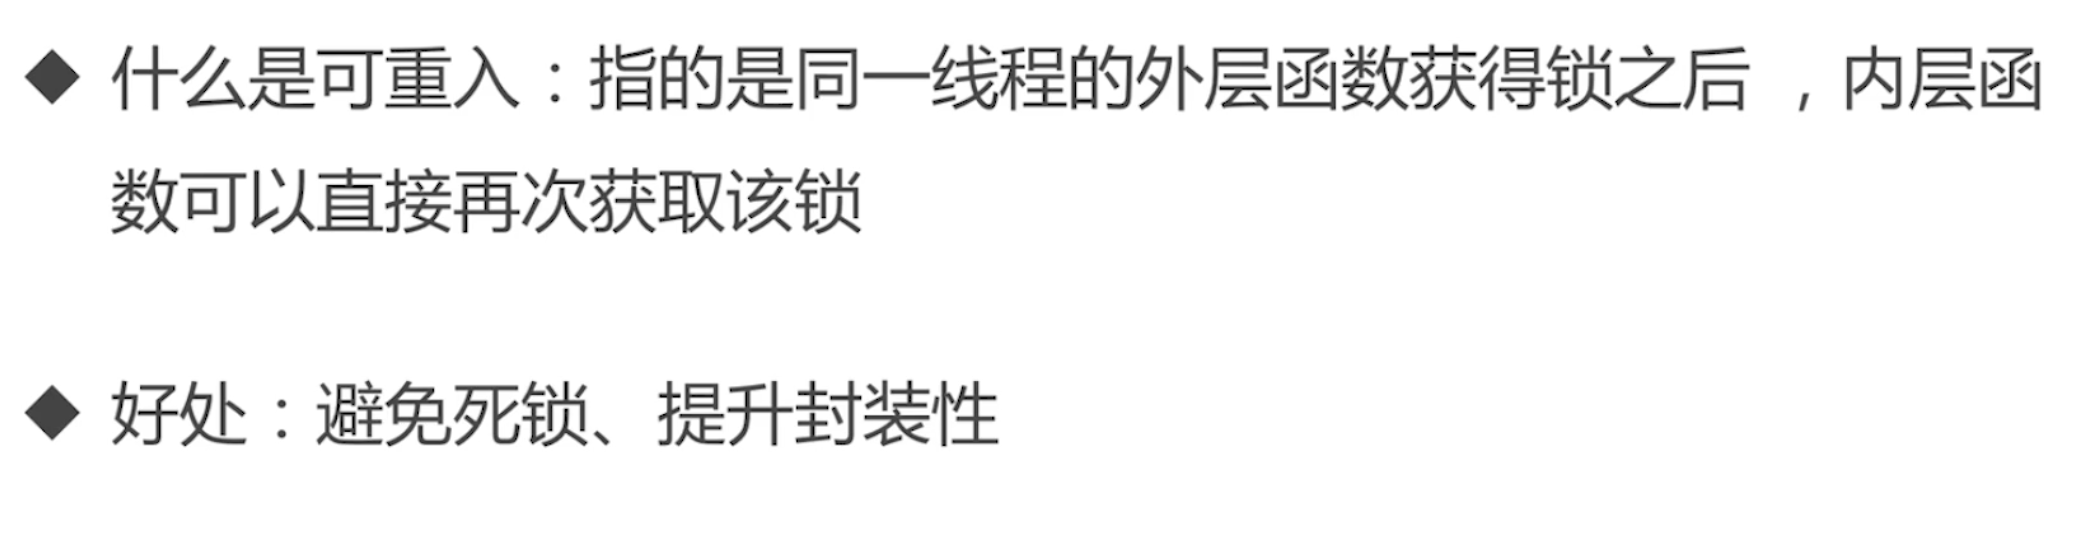 ◆ 什么是可重入：指的是同一线程的外层函数获得锁之后 ，内层函
数可以直接再次获取该锁
◆ 好处：避免死锁、提升封装性